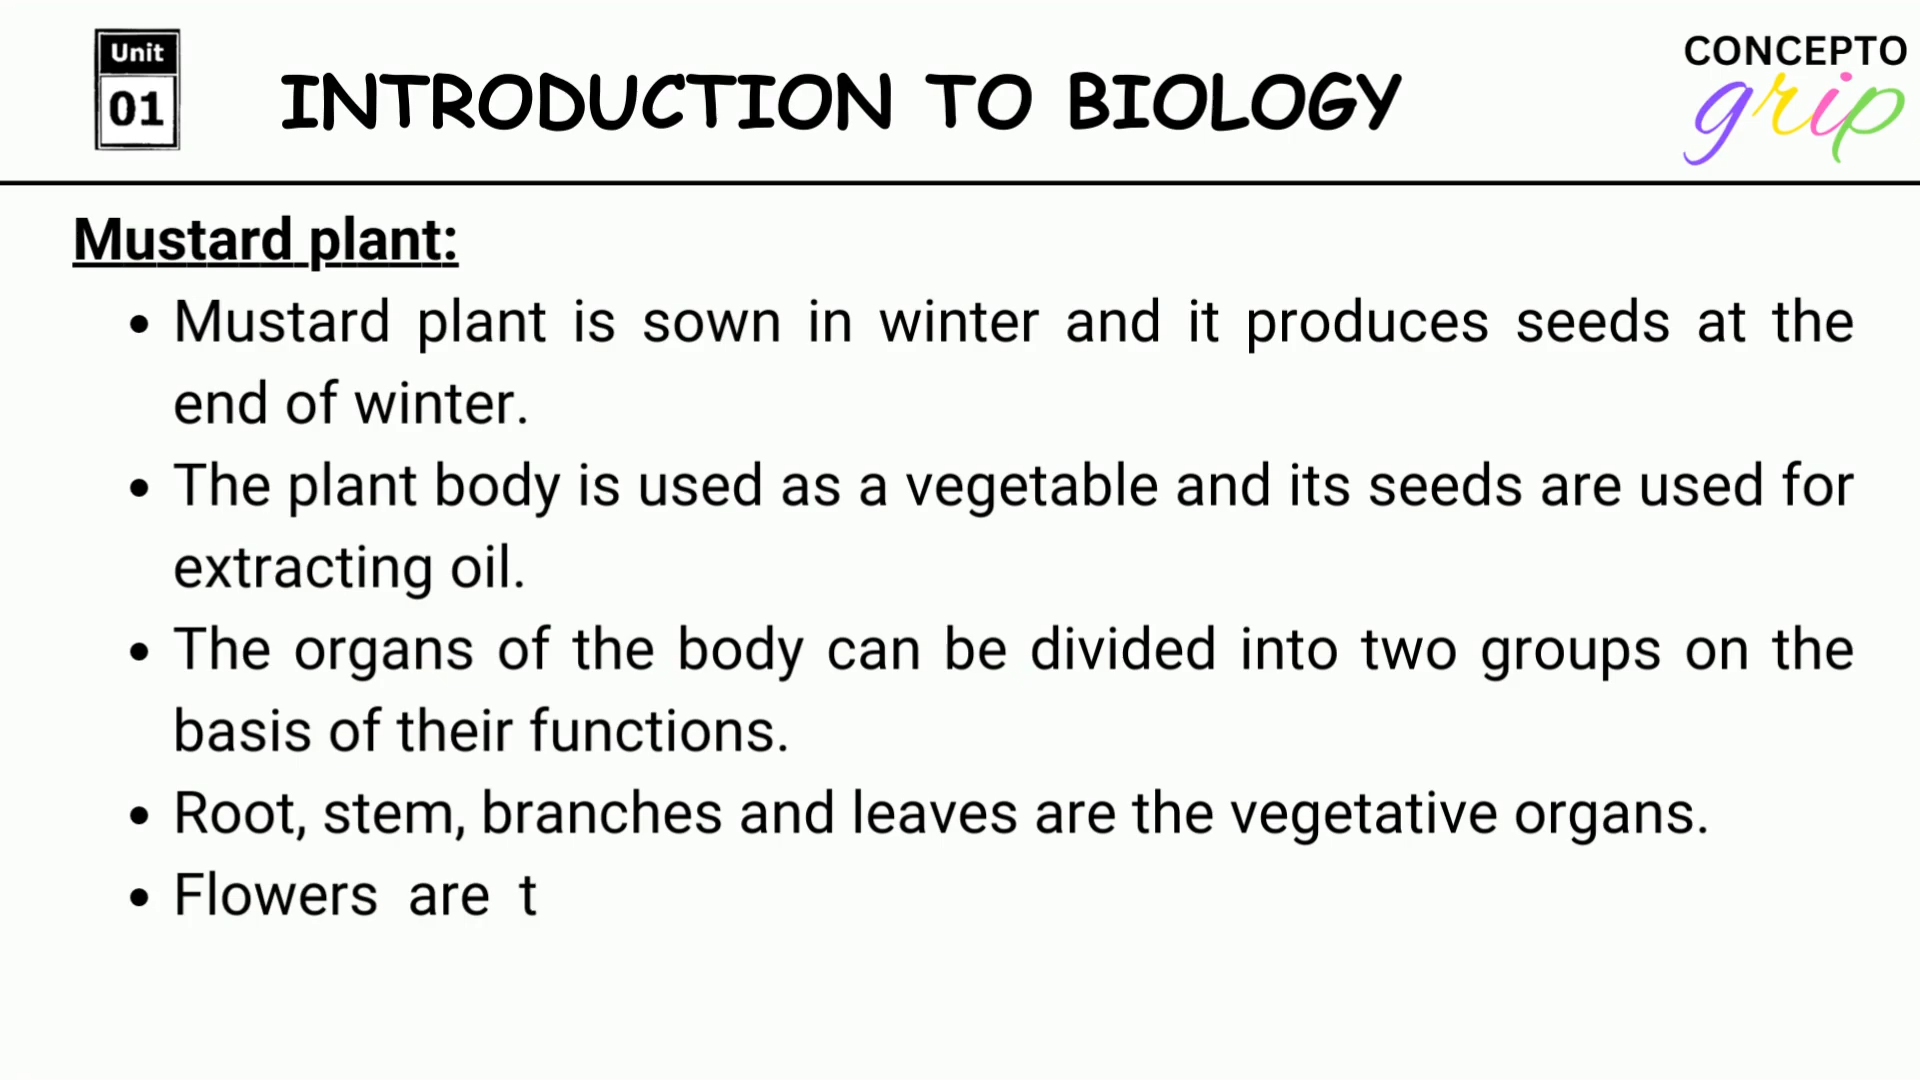 Unit
01
INTRODUCTION TO BIOLOGY
CONCEPTO
grip
Mustard plant:
• Mustard plant is sown in winter and it produces seeds at the
end of winter.
• The plant body is used as a vegetable and its seeds are used for
extracting oil.
• The organs of the body can be divided into two groups on the
basis of their functions.
• Root, stem, branches and leaves are the vegetative organs.
• Flowers are t